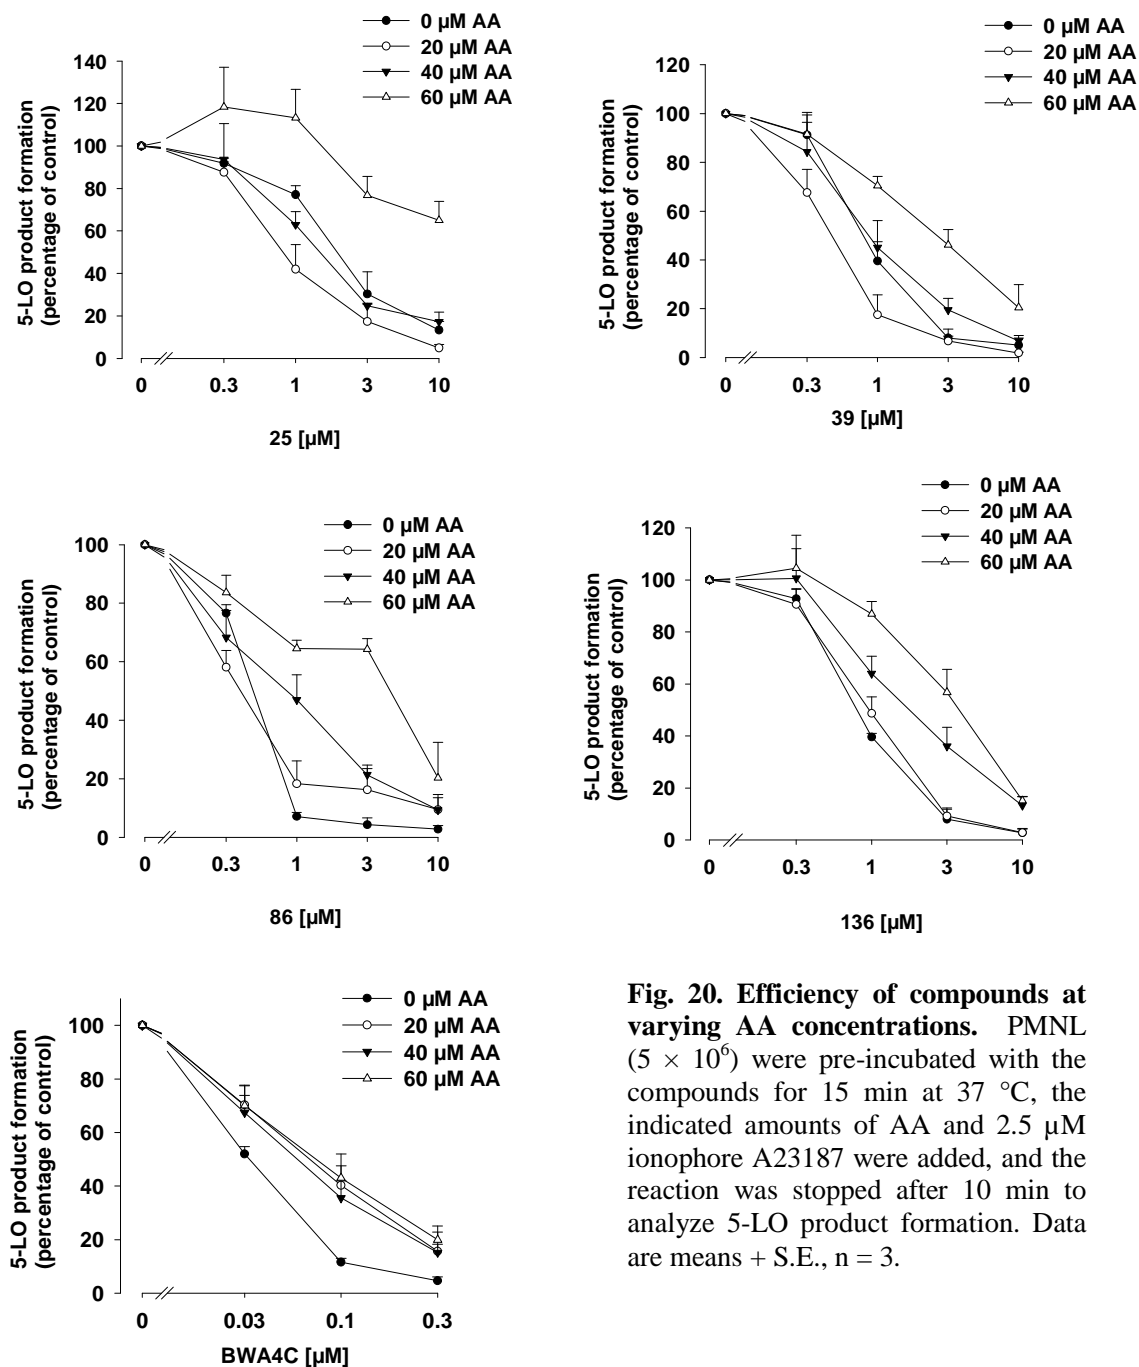 0 µM AA
20 µM AA
40 µM AA
60 µM AA
140
120
100
80
60
40
20
0
5-LO product formation
(percentage of control)
0 0.3 1 3 10
25 [µM]
0 µM AA
20 µM AA
40 µM AA
60 µM AA
120
100
80
60
40
20
0
5-LO product formation
(percentage of control)
0 0.3 1 3 10
39 [µM]
0 µM AA
20 µM AA
40 µM AA
60 µM AA
100
80
60
40
20
0
5-LO product formation
(percentage of control)
0 0.3 1 3 10
86 [µM]
0 µM AA
20 µM AA
40 µM AA
60 µM AA
120
100
80
60
40
20
0
5-LO product formation
(percentage of control)
0 0.3 1 3 10
136 [µM]
0 µM AA
20 µM AA
40 µM AA
60 µM AA
100
80
60
40
20
0
5-LO product formation
(percentage of control)
0 0.03 0.1 0.3
BWA4C [µM]
Fig. 20. Efficiency of compounds at
varying AA concentrations. PMNL
(5 × 10⁶) were pre-incubated with the
compounds for 15 min at 37 °C, the
indicated amounts of AA and 2.5 µM
ionophore A23187 were added, and the
reaction was stopped after 10 min to
analyze 5-LO product formation. Data
are means + S.E., n = 3.